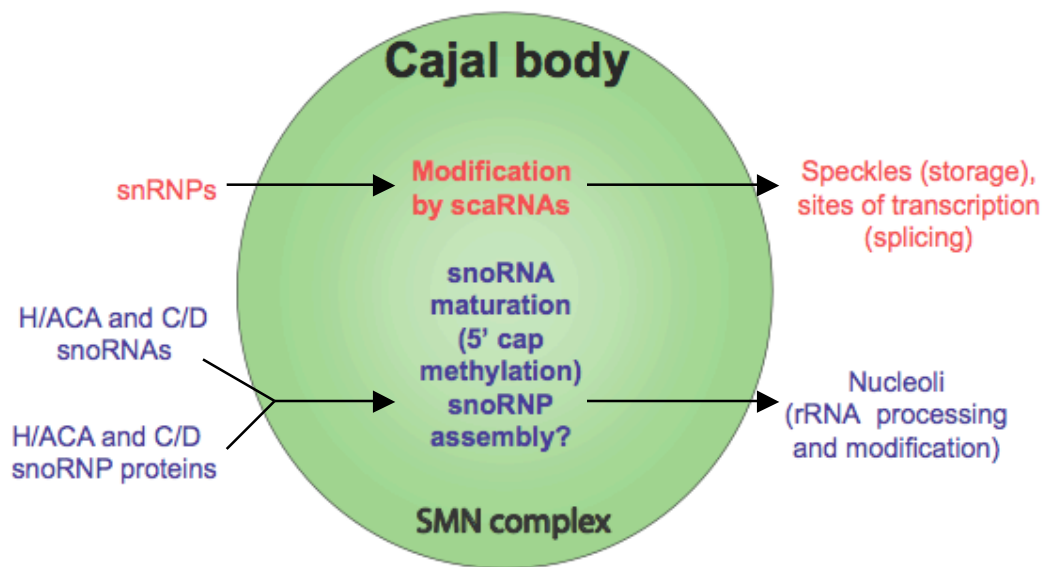 Cajal body
snRNPs
Modification
by scaRNAs
Speckles (storage),
sites of transcription
(splicing)
H/ACA and C/D
snoRNAs
H/ACA and C/D
snoRNP proteins
snoRNA
maturation
(5’ cap
methylation)
snoRNP
assembly?
Nucleoli
(rRNA processing
and modification)
SMN complex